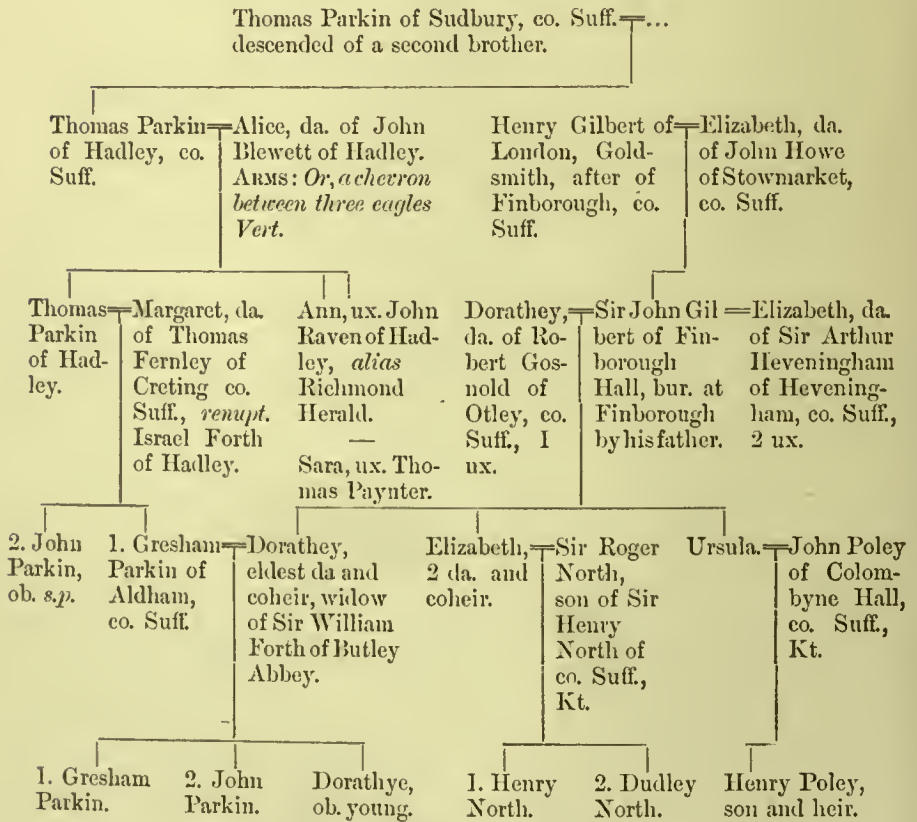 Thomas Parkin of Sudbury, co. Suff.=...
descended of a second brother.
Thomas Parkin=
of Hadley, co.
Suff.
Alice, da. of John
Blewett of Hadley.
ARMS: Or, a chevron
between three eagles
Vert.
Henry Gilbert of=
London, Gold-
smith, after of
Finborough, co.
Suff.
Elizabeth, da.
of John Howe
of Stowmarket,
co. Suff.
Thomas=
Parkin
of Had-
ley.
Margaret, da.
of Thomas
Fernley of
Creting co.
Suff., renupt.
Israel Forth
of Hadley.
Ann, ux. John
Raven of Had-
ley, alias
Richmond
Herald.
—
Sara, ux. Tho-
mas Paynter.
Dorathey,=
da. of Ro-
bert Gos-
nold of
Otley, co.
Suff., I
ux.
Sir John Gil=
bert of Fin-
borough
Hall, bur. at
Finborough
by his father.
Elizabeth, da.
of Sir Arthur
Heveningham
of Hevening-
ham, co. Suff.,
2 ux.
2. John
Parkin,
ob. s.p.
1. Gresham=
Parkin of
Aldham,
co. Suff.
Dorathey,
eldest da and
coheir, widow
of Sir William
Forth of Butley
Abbey.
Elizabeth,=
2 da. and
coheir.
Sir Roger
North,
son of Sir
Henry
North of
co. Suff.,
Kt.
Ursula.=
John Poley
of Colom-
byne Hall,
co. Suff.,
Kt.
1. Gresham
Parkin.
2. John
Parkin.
Dorathye,
ob. young.
1. Henry
North.
2. Dudley
North.
Henry Poley,
son and heir.